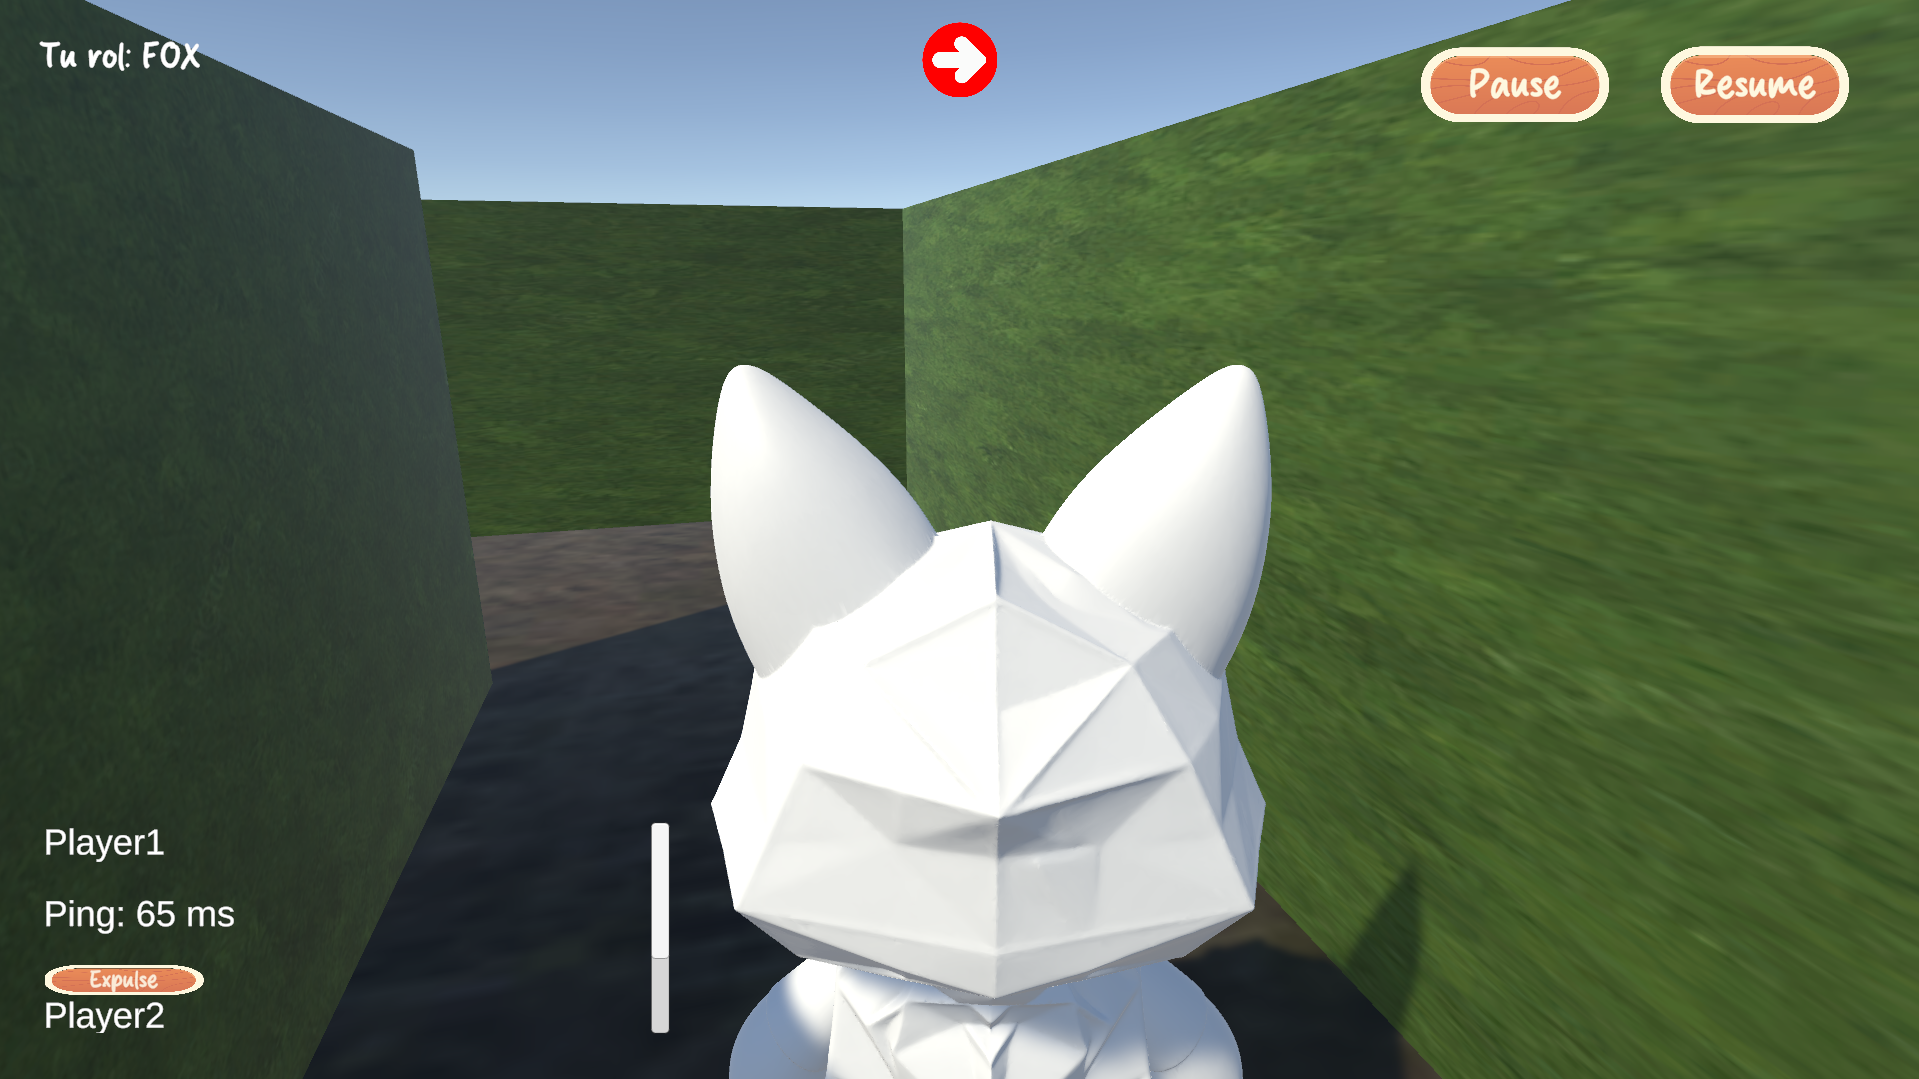 Tu rol: FOX
Pause
Resume
Player1
Ping: 65 ms
Expulse
Player2